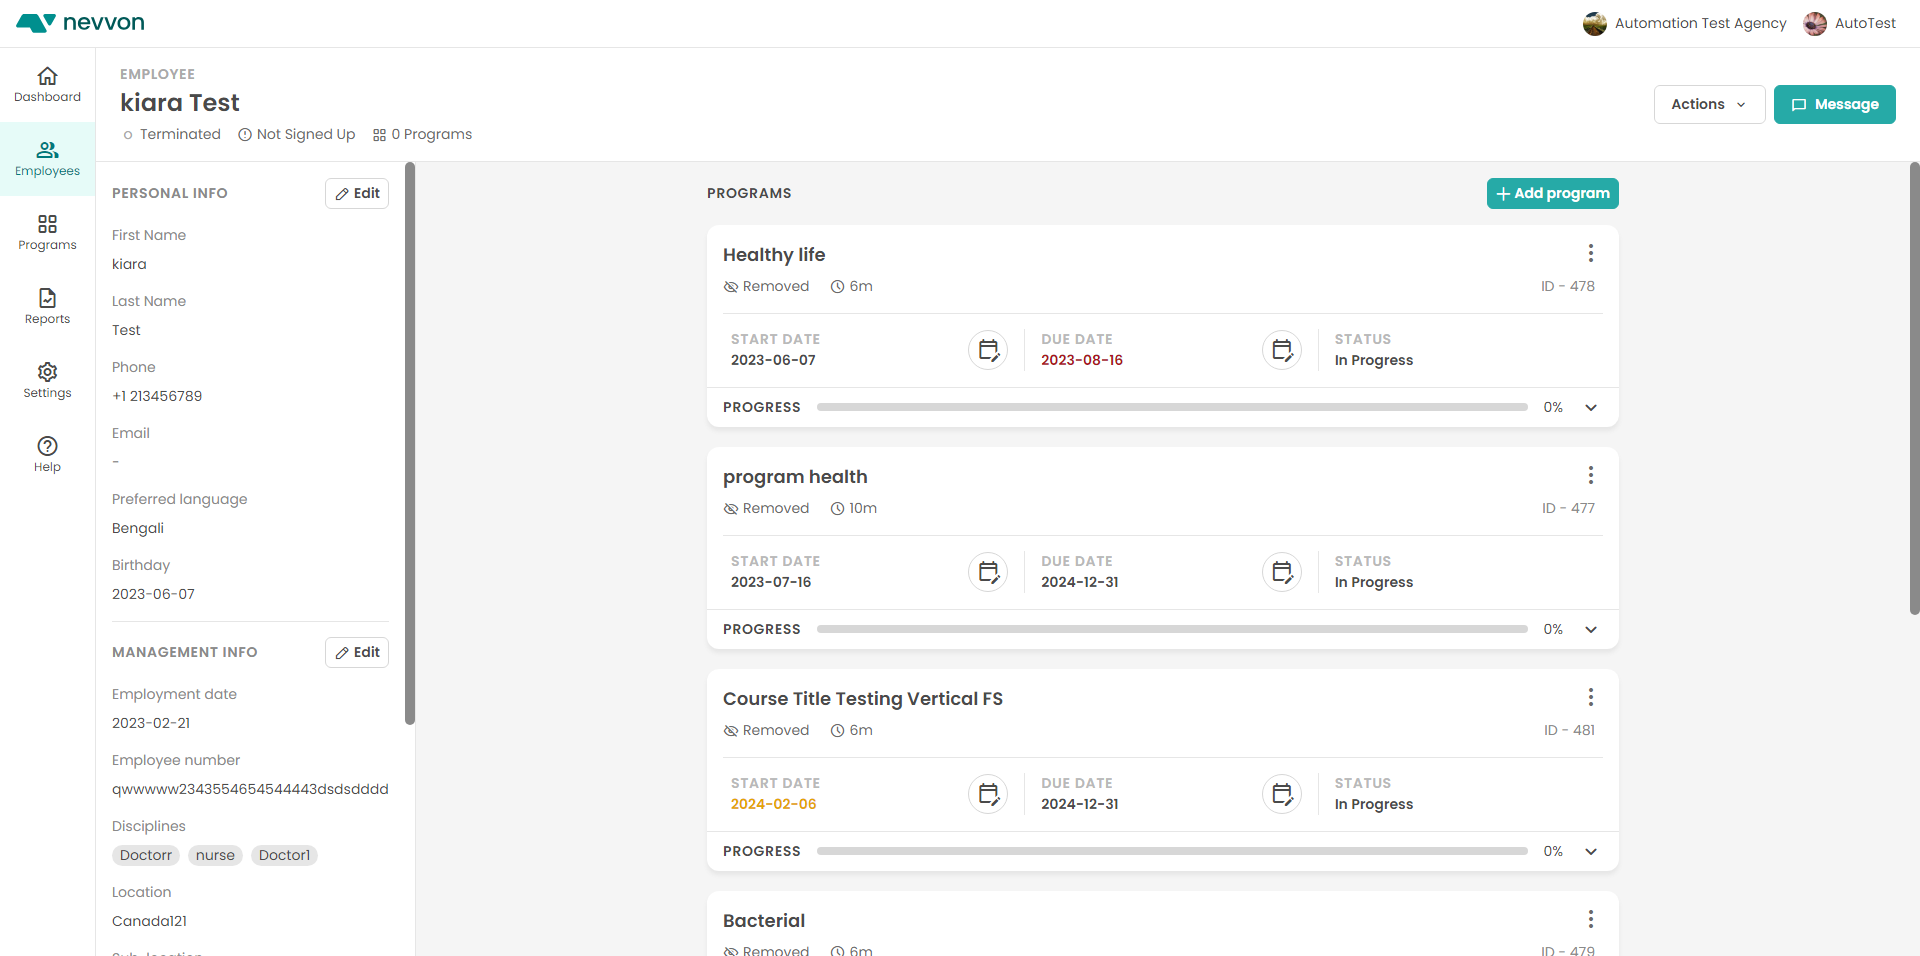 nevvon
Automation Test Agency
AutoTest
Dashboard
Employees
Programs
Reports
Settings
Help
EMPLOYEE
kiara Test
Terminated Not Signed Up 0 Programs
Actions
Message
PERSONAL INFO
Edit
First Name
kiara
Last Name
Test
Phone
+1 213456789
Email
-
Preferred language
Bengali
Birthday
2023-06-07
MANAGEMENT INFO
Edit
Employment date
2023-02-21
Employee number
qwwwww2343554654544443dsdsdddd
Disciplines
Doctorr nurse Doctor1
Location
Canada121
PROGRAMS
Add program
Healthy life
Removed 6m ID - 478
START DATE DUE DATE STATUS
2023-06-07 2023-08-16 In Progress
PROGRESS 0%
program health
Removed 10m ID - 477
START DATE DUE DATE STATUS
2023-07-16 2024-12-31 In Progress
PROGRESS 0%
Course Title Testing Vertical FS
Removed 6m ID - 481
START DATE DUE DATE STATUS
2024-02-06 2024-12-31 In Progress
PROGRESS 0%
Bacterial
Removed 6m ID - 479